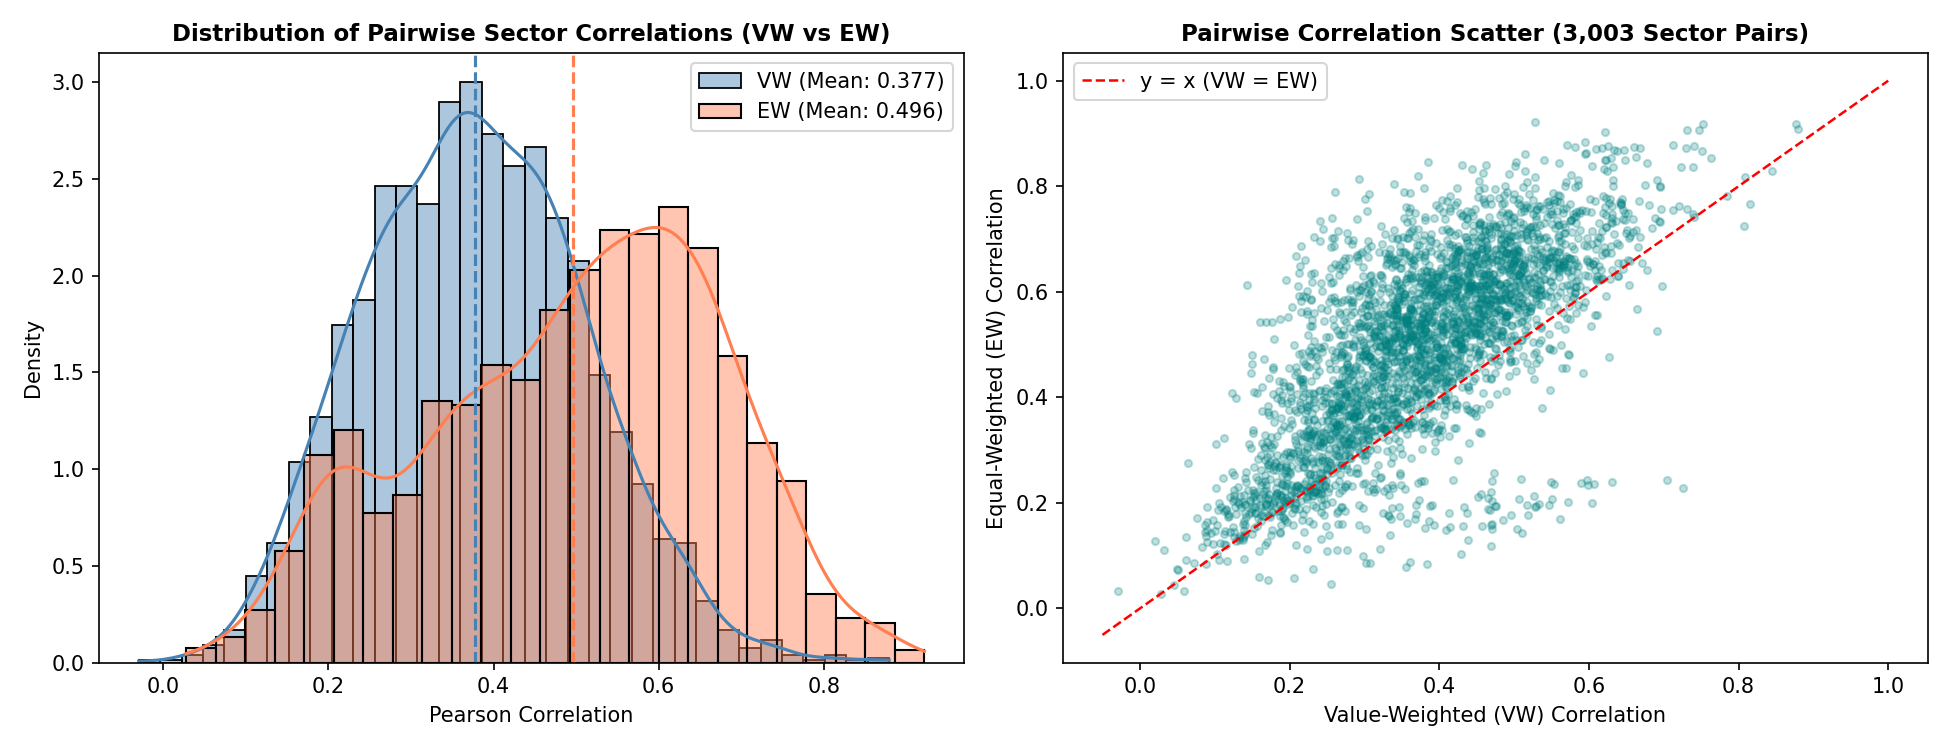 Distribution of Pairwise Sector Correlations (VW vs EW)
VW (Mean: 0.377)
EW (Mean: 0.496)
Density
3.0
2.5
2.0
1.5
1.0
0.5
0.0
0.0 0.2 0.4 0.6 0.8
Pearson Correlation
Pairwise Correlation Scatter (3,003 Sector Pairs)
y = x (VW = EW)
Equal-Weighted (EW) Correlation
1.0
0.8
0.6
0.4
0.2
0.0
0.0 0.2 0.4 0.6 0.8 1.0
Value-Weighted (VW) Correlation